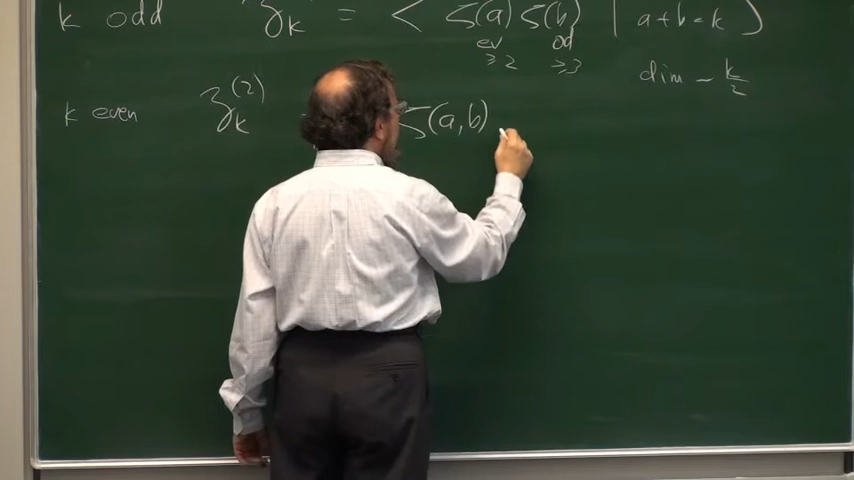 k odd 𝔷_k = < ζ(a) ζ(b) | a+b=k >
ev od
≥2 ≥3
dim ~ k/2
k even 𝔷_k^(2) ζ(a,b)